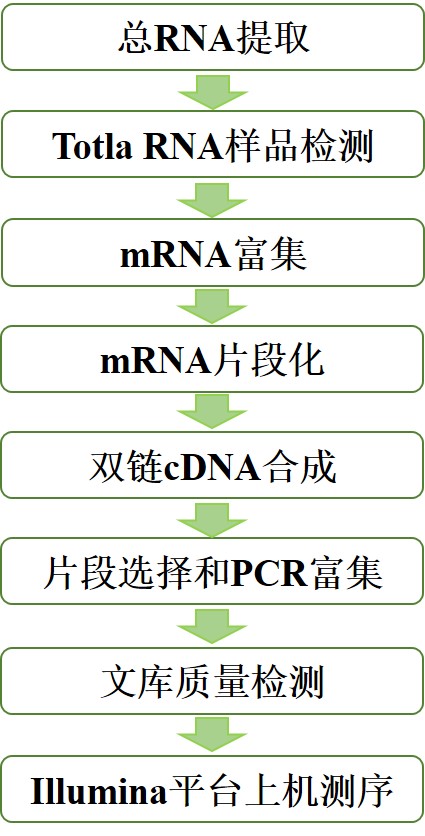 总RNA提取
Totla RNA样品检测
mRNA富集
mRNA片段化
双链cDNA合成
片段选择和PCR富集
文库质量检测
Illumina平台上机测序